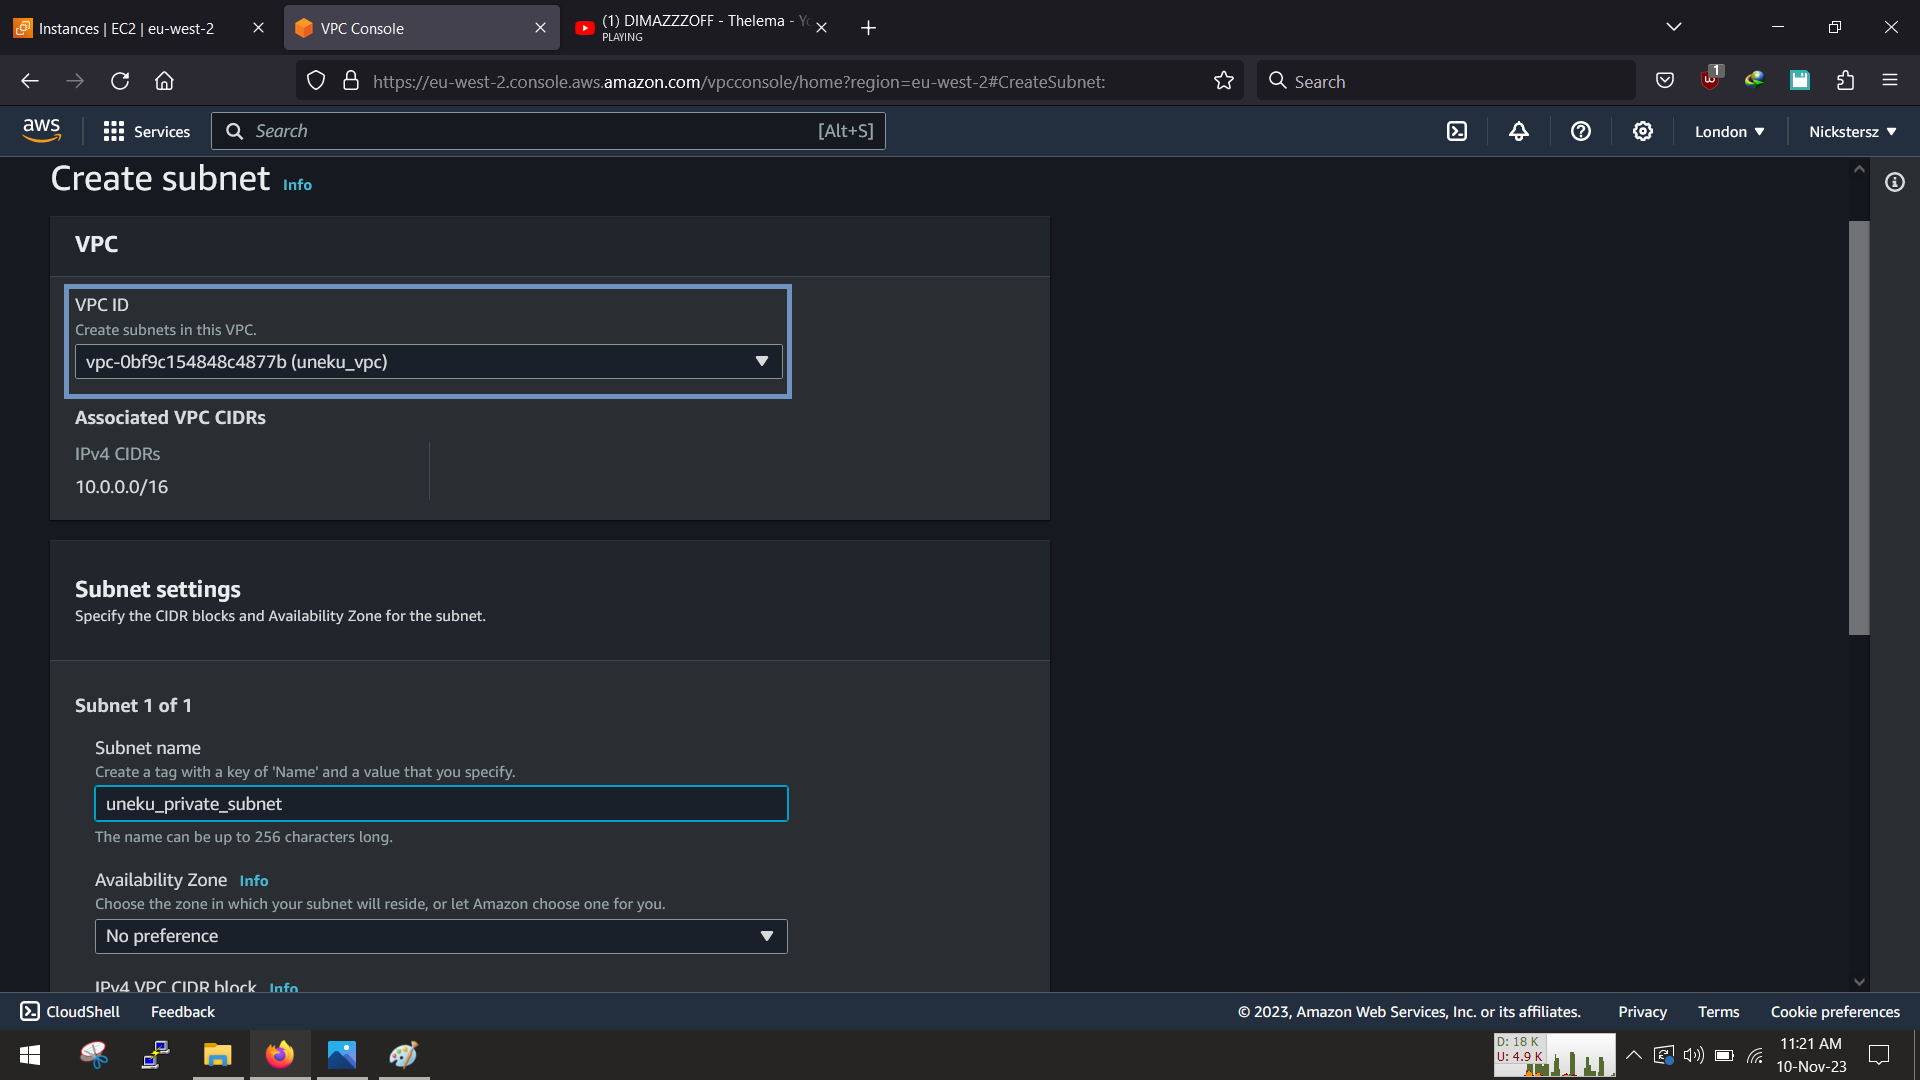 Instances | EC2 | eu-west-2
VPC Console
(1) DIMAZZZOFF - Thelema - Yo
PLAYING
https://eu-west-2.console.aws.amazon.com/vpcconsole/home?region=eu-west-2#CreateSubnet:
Search
1
aws
Services
Search
[Alt+S]
London
Nickstersz
Create subnet
Info
VPC
VPC ID
Create subnets in this VPC.
vpc-0bf9c154848c4877b (uneku_vpc)
Associated VPC CIDRs
IPv4 CIDRs
10.0.0.0/16
Subnet settings
Specify the CIDR blocks and Availability Zone for the subnet.
Subnet 1 of 1
Subnet name
Create a tag with a key of 'Name' and a value that you specify.
uneku_private_subnet
The name can be up to 256 characters long.
Availability Zone Info
Choose the zone in which your subnet will reside, or let Amazon choose one for you.
No preference
IPv4 VPC CIDR block Info
CloudShell
Feedback
© 2023, Amazon Web Services, Inc. or its affiliates.
Privacy
Terms
Cookie preferences
D: 18 K
U: 4.9 K
11:21 AM
10-Nov-23